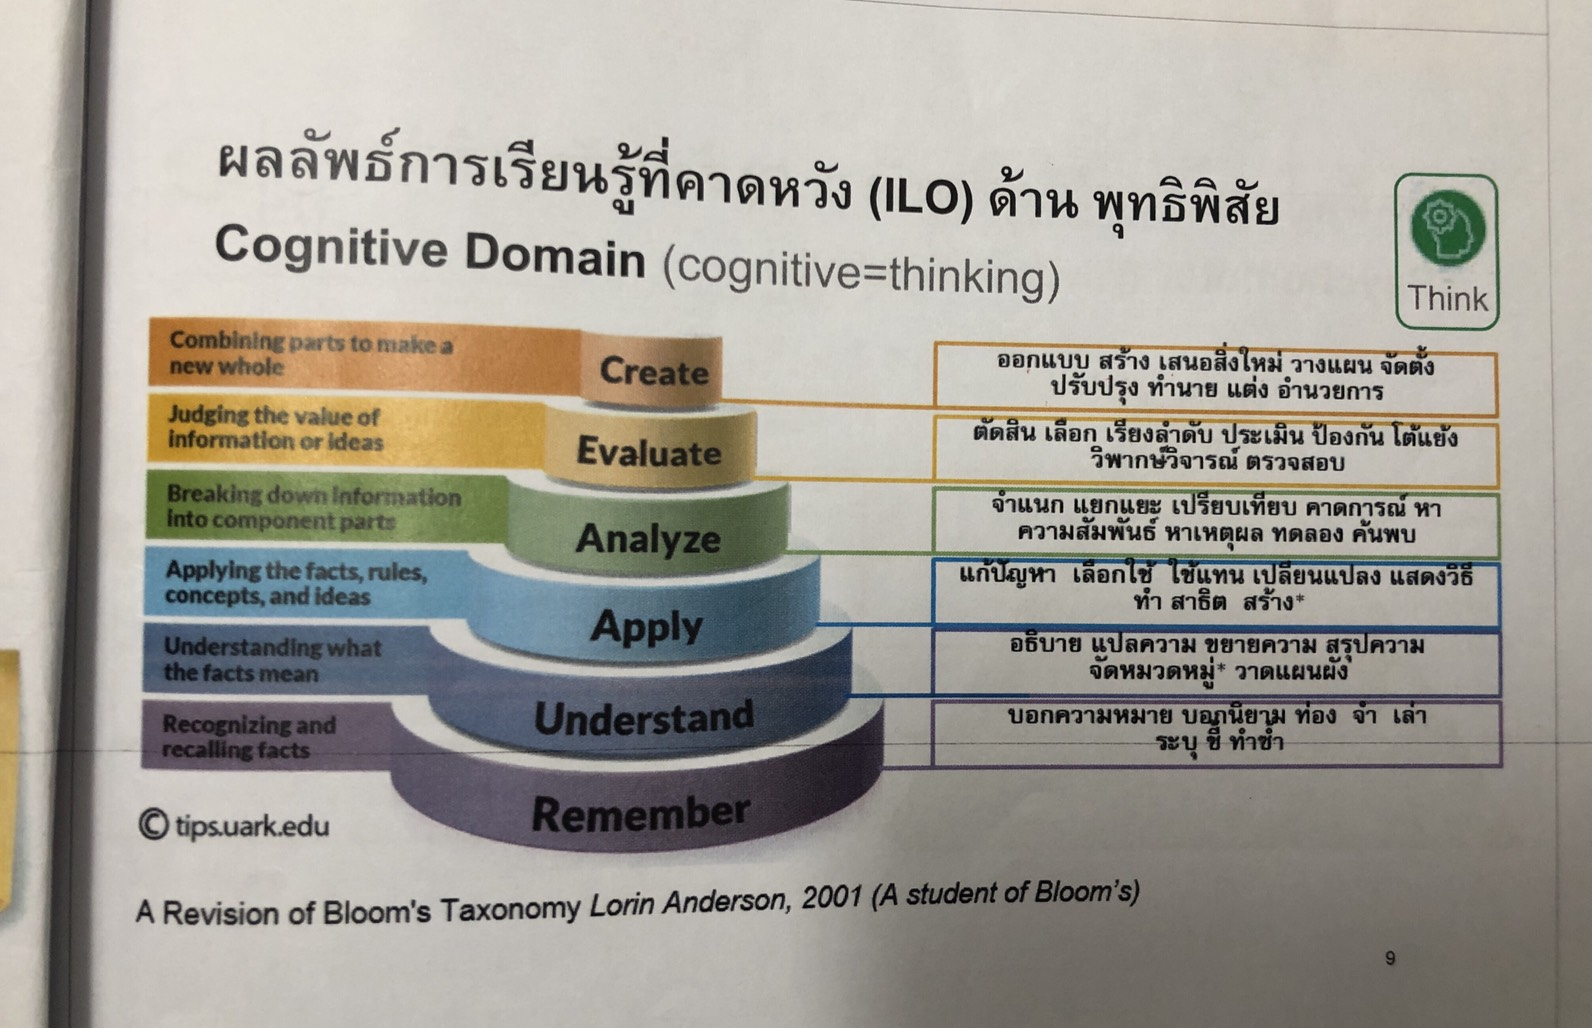 ผลลัพธ์การเรียนรู้ที่คาดหวัง (ILO) ด้าน พุทธิพิสัย
Cognitive Domain (cognitive=thinking)
Think
Combining parts to make a
new whole
Create
ออกแบบ สร้าง เสนอสิ่งใหม่ วางแผน จัดตั้ง
ปรับปรุง ทำนาย แต่ง อำนวยการ
Judging the value of
information or ideas
Evaluate
ตัดสิน เลือก เรียงลำดับ ประเมิน ป้องกัน โต้แย้ง
วิพากษ์วิจารณ์ ตรวจสอบ
Breaking down information
into component parts
Analyze
จำแนก แยกแยะ เปรียบเทียบ คาดการณ์ หา
ความสัมพันธ์ หาเหตุผล ทดลอง ค้นพบ
Applying the facts, rules,
concepts, and ideas
Apply
แก้ปัญหา เลือกใช้ ใช้แทน เปลี่ยนแปลง แสดงวิธี
ทำ สาธิต สร้าง*
Understanding what
the facts mean
Understand
อธิบาย แปลความ ขยายความ สรุปความ
จัดหมวดหมู่* วาดแผนผัง
Recognizing and
recalling facts
Remember
บอกความหมาย บอกนิยาม ท่อง จำ เล่า
ระบุ ชี้ ทำซ้ำ
© tips.uark.edu
A Revision of Bloom's Taxonomy Lorin Anderson, 2001 (A student of Bloom's)
9